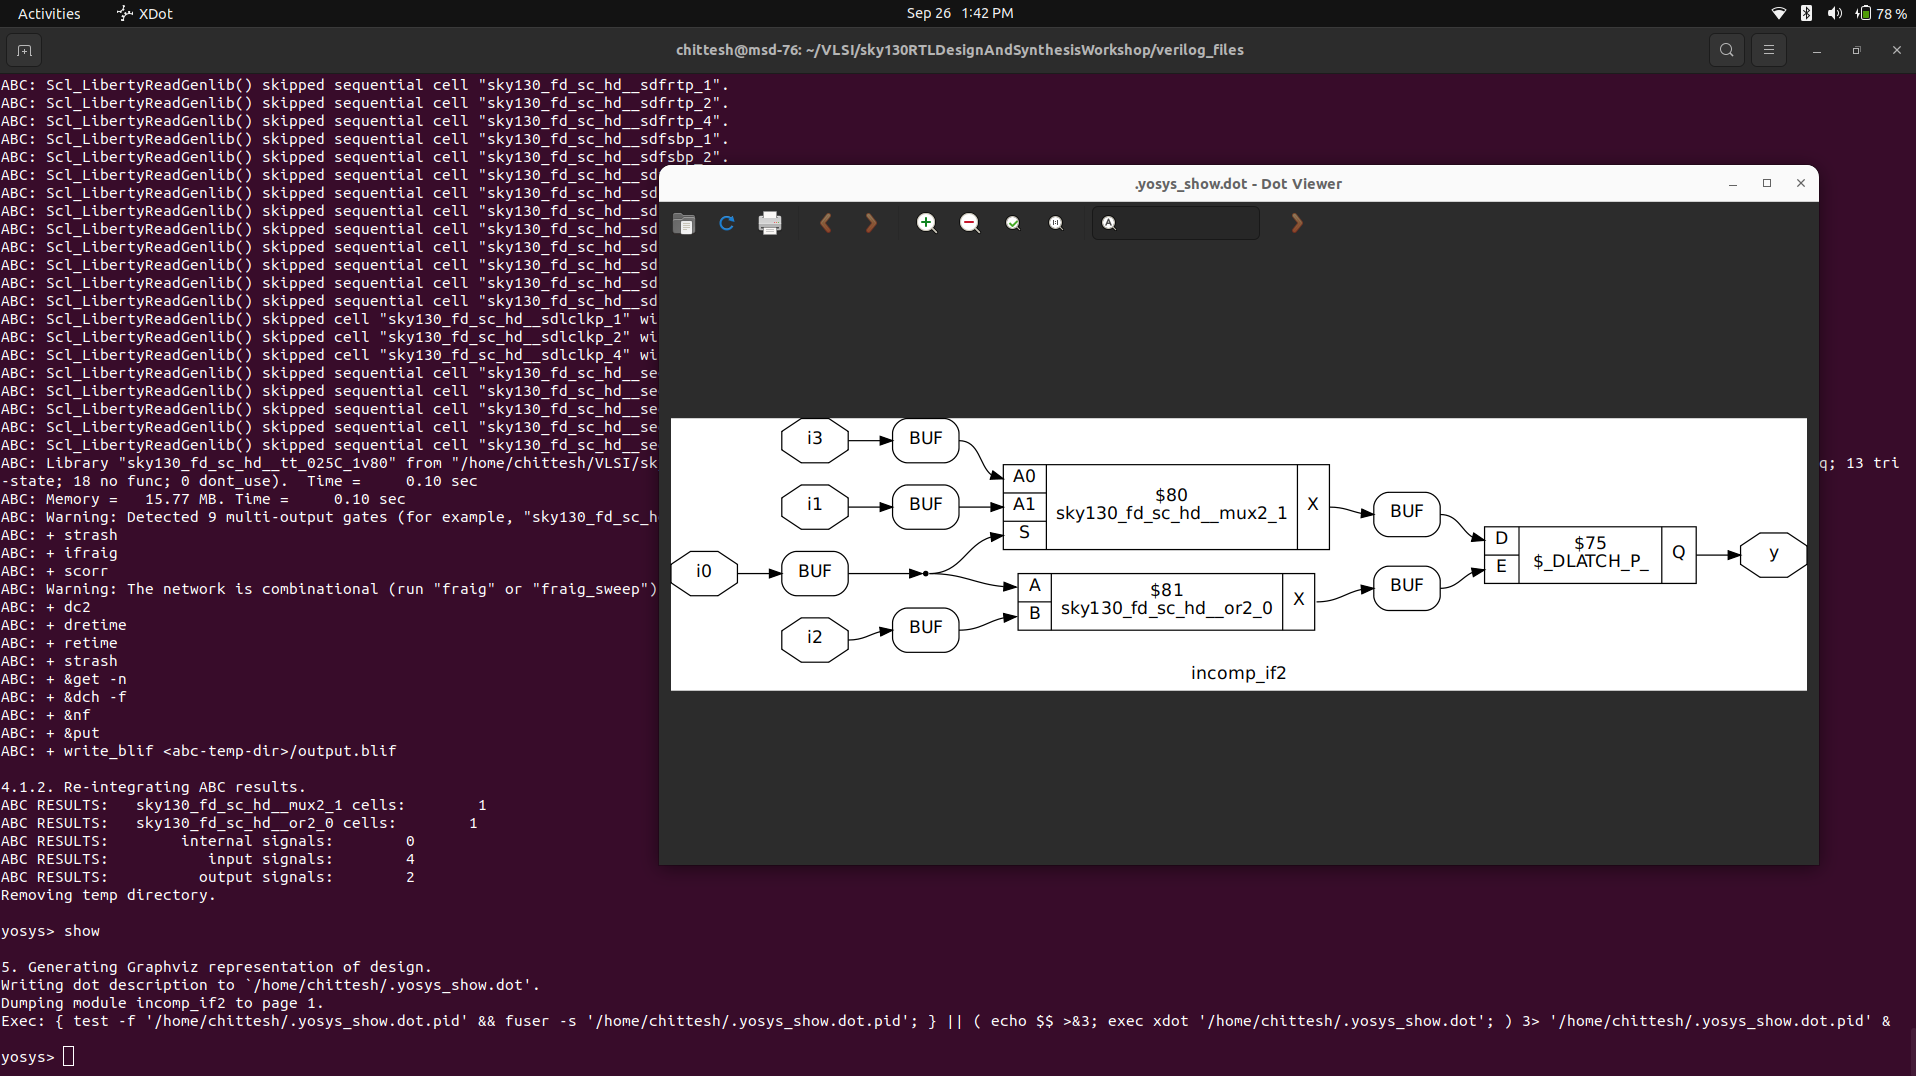 Activities XDot Sep 26 1:42 PM 78 %
chittesh@msd-76: ~/VLSI/sky130RTLDesignAndSynthesisWorkshop/verilog_files
ABC: Scl_LibertyReadGenlib() skipped sequential cell "sky130_fd_sc_hd__sdfrtp_1".
ABC: Scl_LibertyReadGenlib() skipped sequential cell "sky130_fd_sc_hd__sdfrtp_2".
ABC: Scl_LibertyReadGenlib() skipped sequential cell "sky130_fd_sc_hd__sdfrtp_4".
ABC: Scl_LibertyReadGenlib() skipped sequential cell "sky130_fd_sc_hd__sdfsbp_1".
ABC: Scl_LibertyReadGenlib() skipped sequential cell "sky130_fd_sc_hd__sdfsbp_2".
ABC: Scl_LibertyReadGenlib() skipped sequential cell "sky130_fd_sc_hd__sdf
ABC: Scl_LibertyReadGenlib() skipped sequential cell "sky130_fd_sc_hd__sdf
ABC: Scl_LibertyReadGenlib() skipped sequential cell "sky130_fd_sc_hd__sdf
ABC: Scl_LibertyReadGenlib() skipped sequential cell "sky130_fd_sc_hd__sdf
ABC: Scl_LibertyReadGenlib() skipped sequential cell "sky130_fd_sc_hd__sdf
ABC: Scl_LibertyReadGenlib() skipped sequential cell "sky130_fd_sc_hd__sd
ABC: Scl_LibertyReadGenlib() skipped sequential cell "sky130_fd_sc_hd__sd
ABC: Scl_LibertyReadGenlib() skipped sequential cell "sky130_fd_sc_hd__sd
ABC: Scl_LibertyReadGenlib() skipped cell "sky130_fd_sc_hd__sdlclkp_1" wi
ABC: Scl_LibertyReadGenlib() skipped cell "sky130_fd_sc_hd__sdlclkp_2" wi
ABC: Scl_LibertyReadGenlib() skipped cell "sky130_fd_sc_hd__sdlclkp_4" wi
ABC: Scl_LibertyReadGenlib() skipped sequential cell "sky130_fd_sc_hd__se
ABC: Scl_LibertyReadGenlib() skipped sequential cell "sky130_fd_sc_hd__se
ABC: Scl_LibertyReadGenlib() skipped sequential cell "sky130_fd_sc_hd__se
ABC: Scl_LibertyReadGenlib() skipped sequential cell "sky130_fd_sc_hd__se
ABC: Scl_LibertyReadGenlib() skipped sequential cell "sky130_fd_sc_hd__se
ABC: Library "sky130_fd_sc_hd__tt_025C_1v80" from "/home/chittesh/VLSI/sk q; 13 tri
-state; 18 no func; 0 dont_use). Time = 0.10 sec
ABC: Memory = 15.77 MB. Time = 0.10 sec
ABC: Warning: Detected 9 multi-output gates (for example, "sky130_fd_sc_h
ABC: + strash
ABC: + ifraig
ABC: + scorr
ABC: Warning: The network is combinational (run "fraig" or "fraig_sweep")
ABC: + dc2
ABC: + dretime
ABC: + retime
ABC: + strash
ABC: + &get -n
ABC: + &dch -f
ABC: + &nf
ABC: + &put
ABC: + write_blif <abc-temp-dir>/output.blif
4.1.2. Re-integrating ABC results.
ABC RESULTS: sky130_fd_sc_hd__mux2_1 cells: 1
ABC RESULTS: sky130_fd_sc_hd__or2_0 cells: 1
ABC RESULTS: internal signals: 0
ABC RESULTS: input signals: 4
ABC RESULTS: output signals: 2
Removing temp directory.
yosys> show
5. Generating Graphviz representation of design.
Writing dot description to `/home/chittesh/.yosys_show.dot'.
Dumping module incomp_if2 to page 1.
Exec: { test -f '/home/chittesh/.yosys_show.dot.pid' && fuser -s '/home/chittesh/.yosys_show.dot.pid'; } || ( echo $$ >&3; exec xdot '/home/chittesh/.yosys_show.dot'; ) 3> '/home/chittesh/.yosys_show.dot.pid' &
yosys>
.yosys_show.dot - Dot Viewer
i3 BUF
i1 BUF
i0 BUF
i2 BUF
A0
A1
S
$80
sky130_fd_sc_hd__mux2_1
X
BUF
A
B
$81
sky130_fd_sc_hd__or2_0
X
BUF
D
E
$75
$_DLATCH_P_
Q
y
incomp_if2